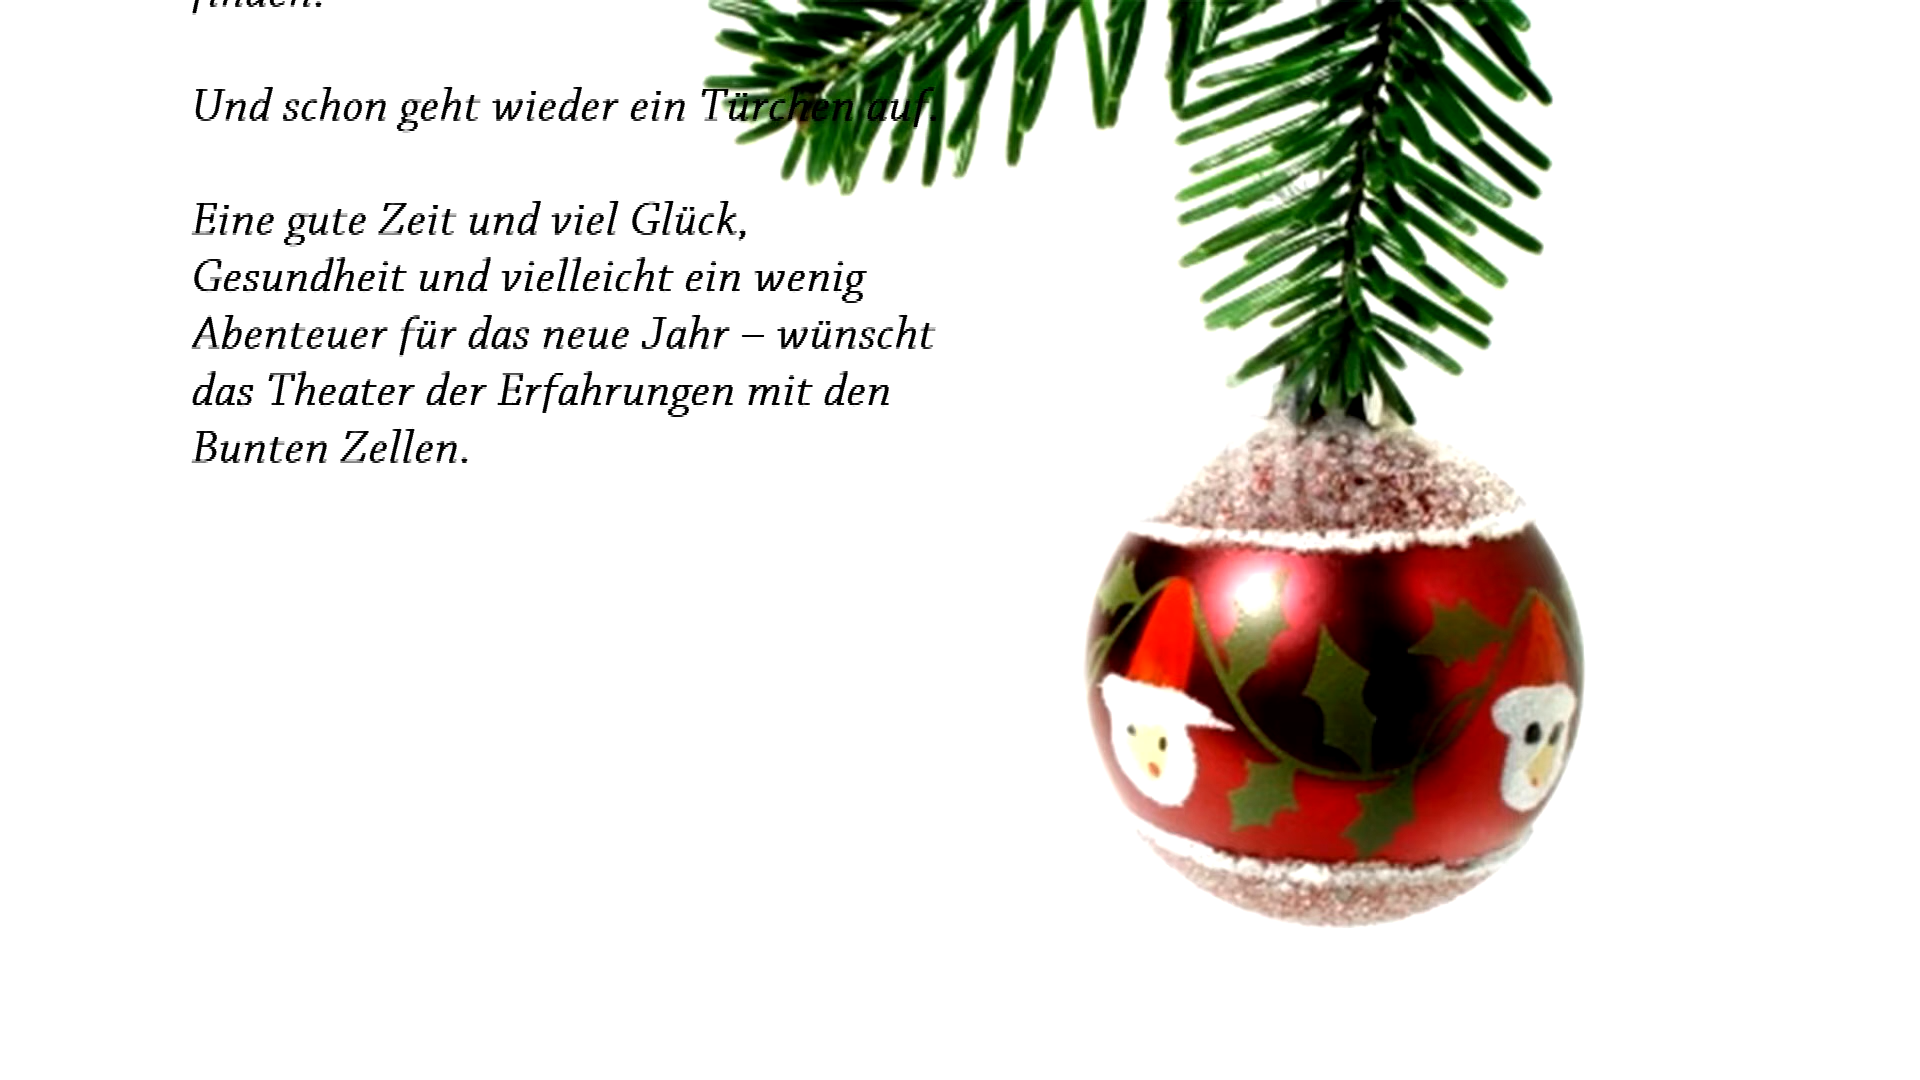 finden.
Und schon geht wieder ein Türchen auf.
Eine gute Zeit und viel Glück,
Gesundheit und vielleicht ein wenig
Abenteuer für das neue Jahr – wünscht
das Theater der Erfahrungen mit den
Bunten Zellen.